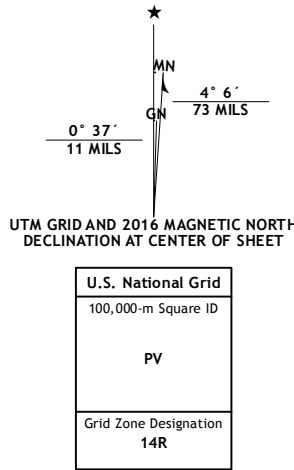 ★
MN
4° 6´
73 MILS
GN
0° 37´
11 MILS
UTM GRID AND 2016 MAGNETIC NORTH
DECLINATION AT CENTER OF SHEET
U.S. National Grid
100,000-m Square ID
PV
Grid Zone Designation
14R